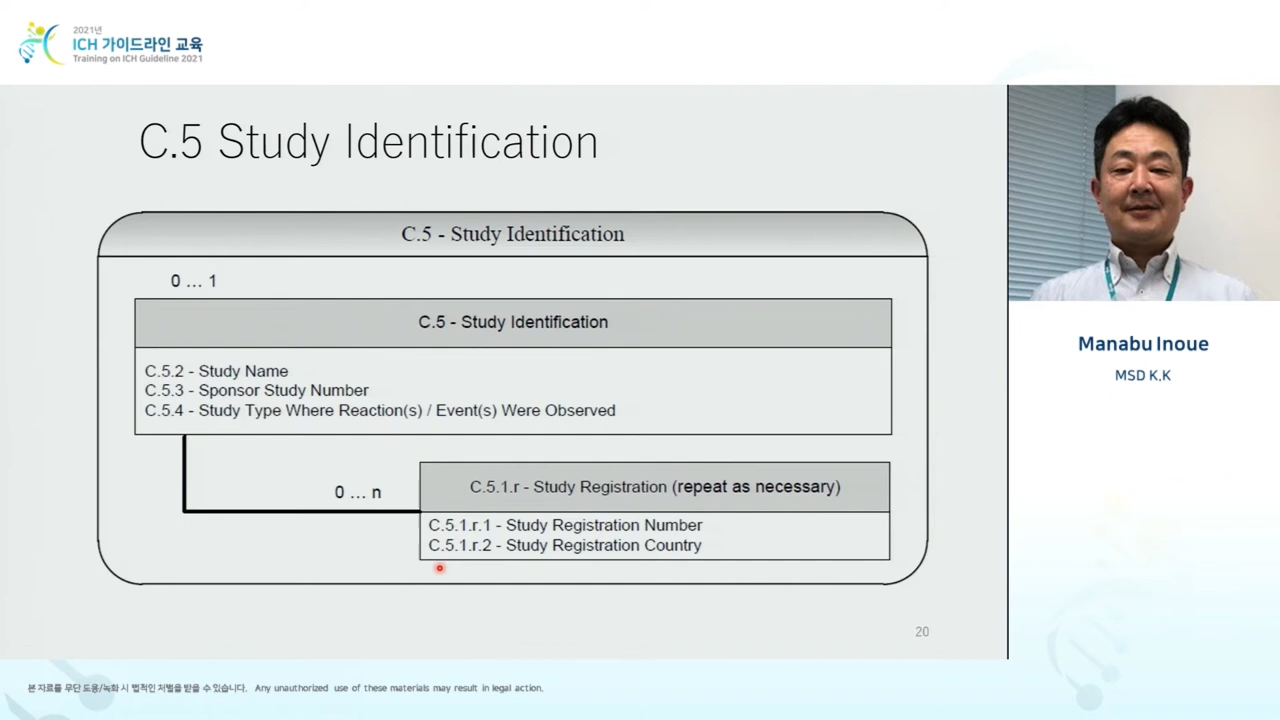 2021년
ICH 가이드라인 교육
Training on ICH Guideline 2021
C.5 Study Identification
C.5 - Study Identification
0 ... 1
C.5 - Study Identification
C.5.2 - Study Name
C.5.3 - Sponsor Study Number
C.5.4 - Study Type Where Reaction(s) / Event(s) Were Observed
0 ... n
C.5.1.r - Study Registration (repeat as necessary)
C.5.1.r.1 - Study Registration Number
C.5.1.r.2 - Study Registration Country
20
Manabu Inoue
MSD K.K
본 자료를 무단 도용/녹화 시 법적인 처벌을 받을 수 있습니다. Any unauthorized use of these materials may result in legal action.